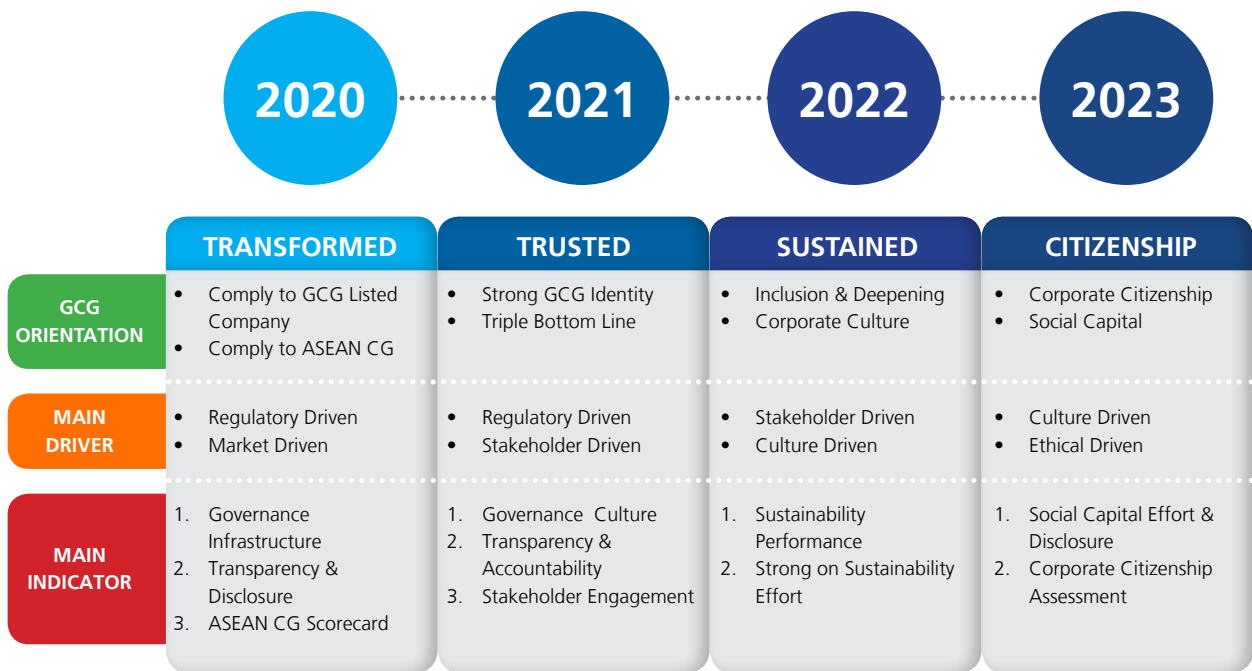 2020
2021
2022
2023
TRANSFORMED
TRUSTED
SUSTAINED
CITIZENSHIP
GCG
ORIENTATION
• Comply to GCG Listed
Company
• Comply to ASEAN CG
• Strong GCG Identity
• Triple Bottom Line
• Inclusion & Deepening
• Corporate Culture
• Corporate Citizenship
• Social Capital
MAIN
DRIVER
• Regulatory Driven
• Market Driven
• Regulatory Driven
• Stakeholder Driven
• Stakeholder Driven
• Culture Driven
• Culture Driven
• Ethical Driven
MAIN
INDICATOR
1. Governance
Infrastructure
2. Transparency &
Disclosure
3. ASEAN CG Scorecard
1. Governance Culture
2. Transparency &
Accountability
3. Stakeholder Engagement
1. Sustainability
Performance
2. Strong on Sustainability
Effort
1. Social Capital Effort &
Disclosure
2. Corporate Citizenship
Assessment